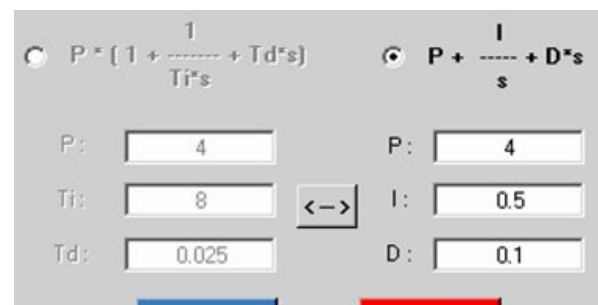 P * ( 1 + 1 / Ti*s + Td*s)
P + I / s + D*s
P : 4
Ti : 8
Td : 0.025
<-->
P : 4
I : 0.5
D : 0.1